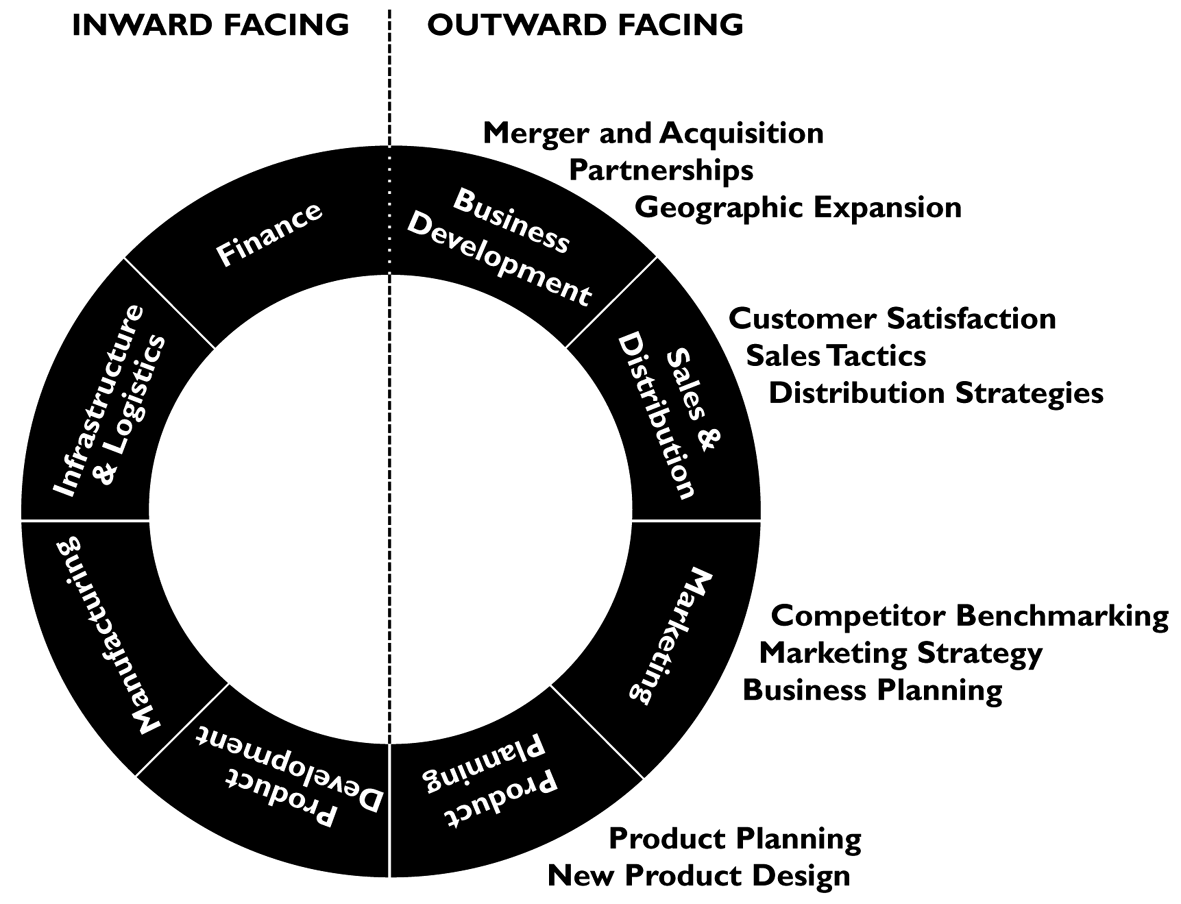 INWARD FACING
OUTWARD FACING
Merger and Acquisition
Partnerships
Geographic Expansion
Finance
Business
Development
Infrastructure
& Logistics
Sales &
Distribution
Customer Satisfaction
Sales Tactics
Distribution Strategies
Manufacturing
Marketing
Competitor Benchmarking
Marketing Strategy
Business Planning
Product
Development
Product
Planning
Product Planning
New Product Design